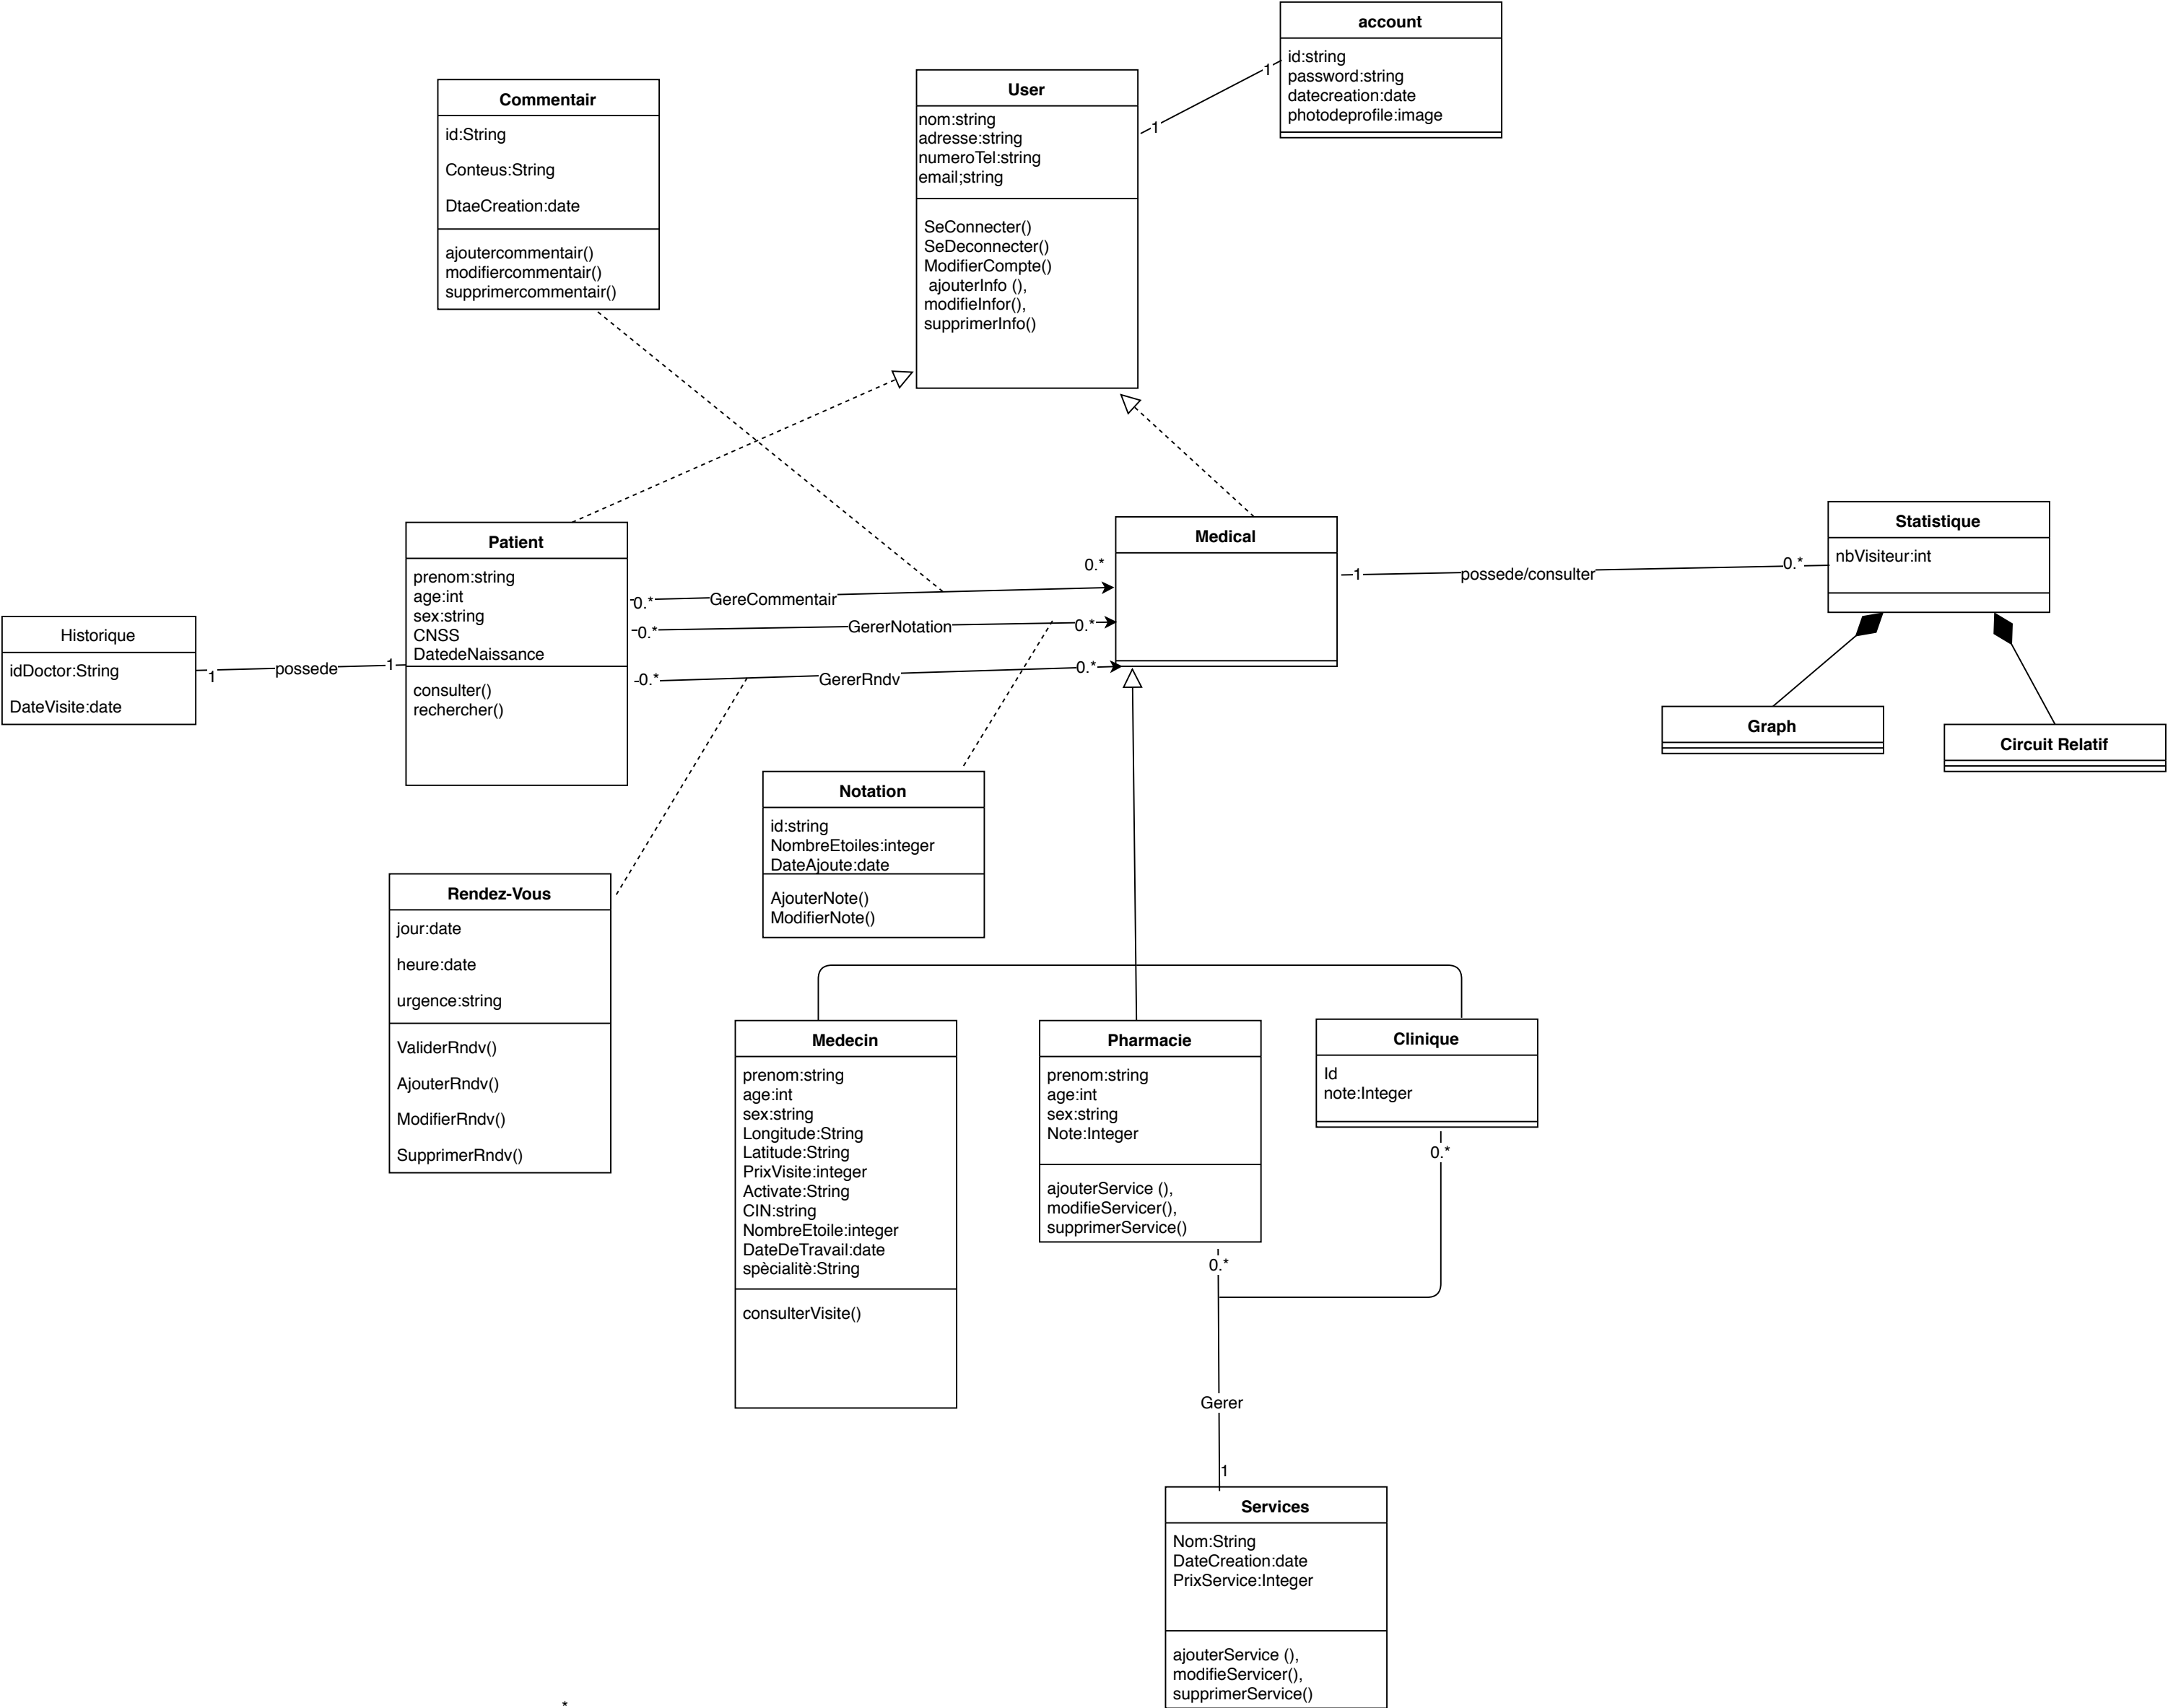 account
id:string
password:string
datecreation:date
photodeprofile:image
1
1
User
nom:string
adresse:string
numeroTel:string
email;string
SeConnecter()
SeDeconnecter()
ModifierCompte()
ajouterInfo (),
modifieInfor(),
supprimerInfo()
Commentair
id:String
Conteus:String
DtaeCreation:date
ajoutercommentair()
modifiercommentair()
supprimercommentair()
Patient
prenom:string
age:int
sex:string
CNSS
DatedeNaissance
consulter()
rechercher()
Historique
idDoctor:String
DateVisite:date
1
possede
1
0.*
GereCommentair
0.*
0.*
GererNotation
0.*
0.*
GererRndv
0.*
Medical
1
possede/consulter
0.*
Statistique
nbVisiteur:int
Graph
Circuit Relatif
Notation
id:string
NombreEtoiles:integer
DateAjoute:date
AjouterNote()
ModifierNote()
Rendez-Vous
jour:date
heure:date
urgence:string
ValiderRndv()
AjouterRndv()
ModifierRndv()
SupprimerRndv()
Medecin
prenom:string
age:int
sex:string
Longitude:String
Latitude:String
PrixVisite:integer
Activate:String
CIN:string
NombreEtoile:integer
DateDeTravail:date
spècialitè:String
consulterVisite()
Pharmacie
prenom:string
age:int
sex:string
Note:Integer
ajouterService (),
modifieServicer(),
supprimerService()
Clinique
Id
note:Integer
0.*
0.*
Gerer
1
Services
Nom:String
DateCreation:date
PrixService:Integer
ajouterService (),
modifieServicer(),
supprimerService()
*